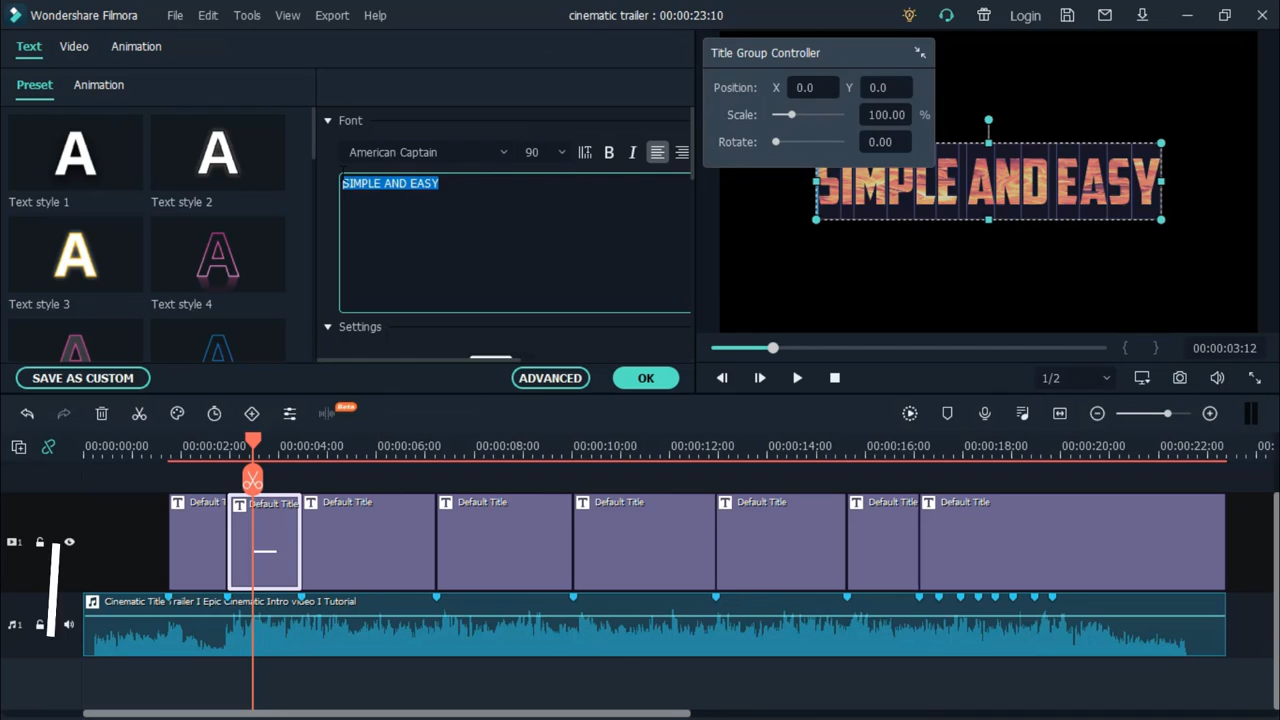 Wondershare Filmora File Edit Tools View Export Help cinematic trailer : 00:00:23:10 Login
Text Video Animation
Title Group Controller
Preset Animation
Position: X 0.0 Y 0.0
Scale: 100.00 %
Rotate: 0.00
Font
American Captain 90 B I
SIMPLE AND EASY
SIMPLE AND EASY
A A
Text style 1 Text style 2
A A
Text style 3 Text style 4
A A
Settings
00:00:03:12
SAVE AS CUSTOM ADVANCED OK
1/2
Beta
00:00:00:00 00:00:02:00 00:00:04:00 00:00:06:00 00:00:08:00 00:00:10:00 00:00:12:00 00:00:14:00 00:00:16:00 00:00:18:00 00:00:20:00 00:00:22:00 00:0
T Default T T Default Title T Default Title T Default Title T Default Title T Default Title T Default Title T Default Title
1
Cinematic Title Trailer I Epic Cinematic Intro video I Tutorial
1